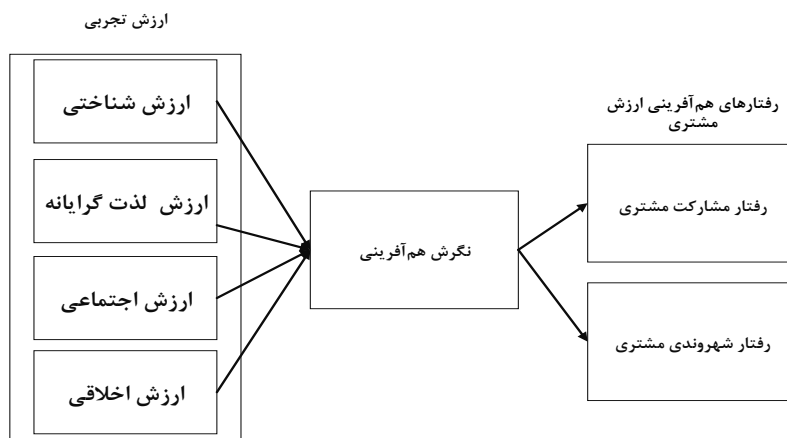 ارزش تجربی
ارزش شناختی
ارزش لذت گرایانه
ارزش اجتماعی
ارزش اخلاقی
نگرش هم‌آفرینی
رفتارهای هم‌آفرینی ارزش
مشتری
رفتار مشارکت مشتری
رفتار شهروندی مشتری